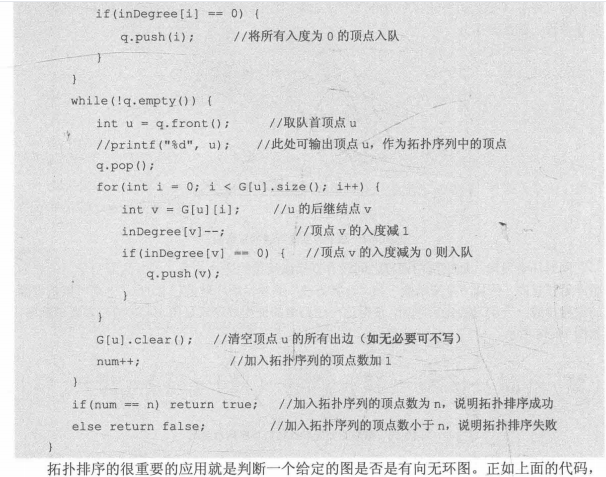 if(inDegree[i] == 0) {
q.push(i);        //将所有入度为 0 的顶点入队
}
}
while(!q.empty()) {
int u = q.front();      //取队首顶点 u
//printf("%d", u);    //此处可输出顶点 u，作为拓扑序列中的顶点
q.pop();
for(int i = 0; i < G[u].size(); i++) {
int v = G[u][i];     //u 的后继结点 v
inDegree[v]--;         //顶点 v 的入度减 1
if(inDegree[v] == 0) {   //顶点 v 的入度减为 0 则入队
q.push(v);
}
}
G[u].clear();   //清空顶点 u 的所有出边（如无必要可不写）
num++;          //加入拓扑序列的顶点数加 1
}
if(num == n) return true;   //加入拓扑序列的顶点数为 n，说明拓扑排序成功
else return false;          //加入拓扑序列的顶点数小于 n，说明拓扑排序失败
}
拓扑排序的很重要的应用就是判断一个给定的图是否是有向无环图。正如上面的代码，